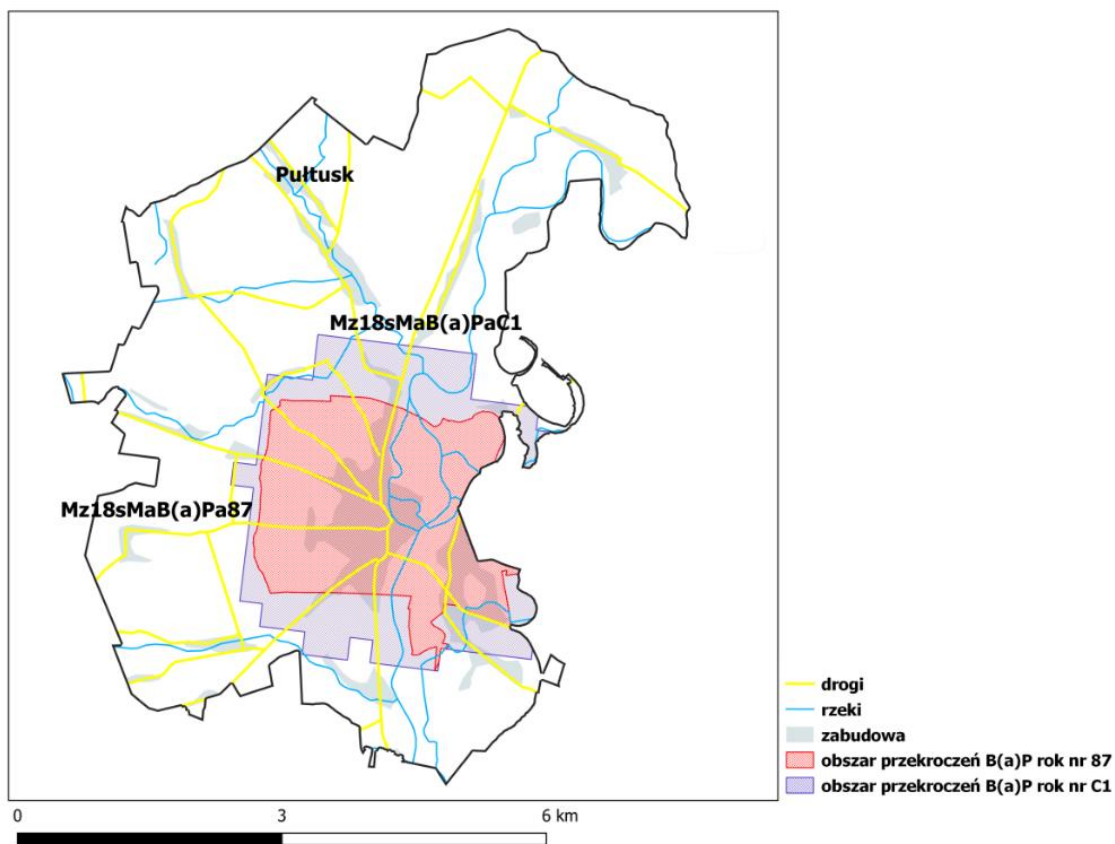 Pułtusk
Mz18sMaB(a)PaC1
Mz18sMaB(a)Pa87
drogi
rzeki
zabudowa
obszar przekroczeń B(a)P rok nr 87
obszar przekroczeń B(a)P rok nr C1
0 3 6 km